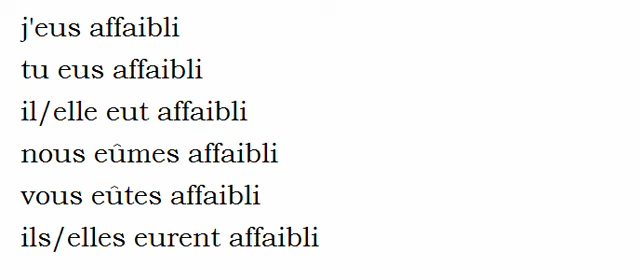 j'eus affaibli
tu eus affaibli
il/elle eut affaibli
nous eûmes affaibli
vous eûtes affaibli
ils/elles eurent affaibli